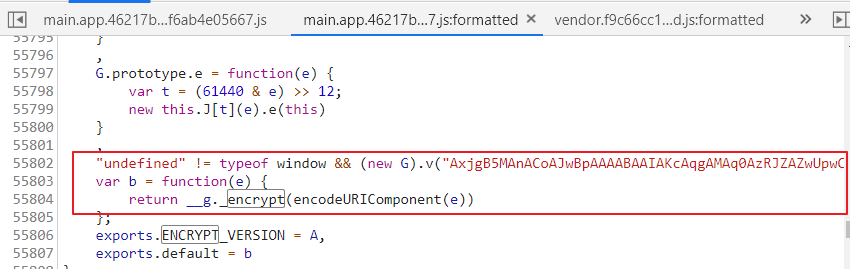 main.app.46217b...f6ab4e05667.js main.app.46217b...7.js:formatted × vendor.f9c66cc1...d.js:formatted »
55795 }
55796 ,
55797 G.prototype.e = function(e) {
55798 var t = (61440 & e) >> 12;
55799 new this.J[t](e).e(this)
55800 }
55801 ,
55802 "undefined" != typeof window && (new G).v("AxjgB5MAnACoAJwBpAAAABAAIAKcAqgAMAq0AzRJZAZwUpwC
55803 var b = function(e) {
55804 return __g._encrypt(encodeURIComponent(e))
55805 };
55806 exports.ENCRYPT_VERSION = A,
55807 exports.default = b